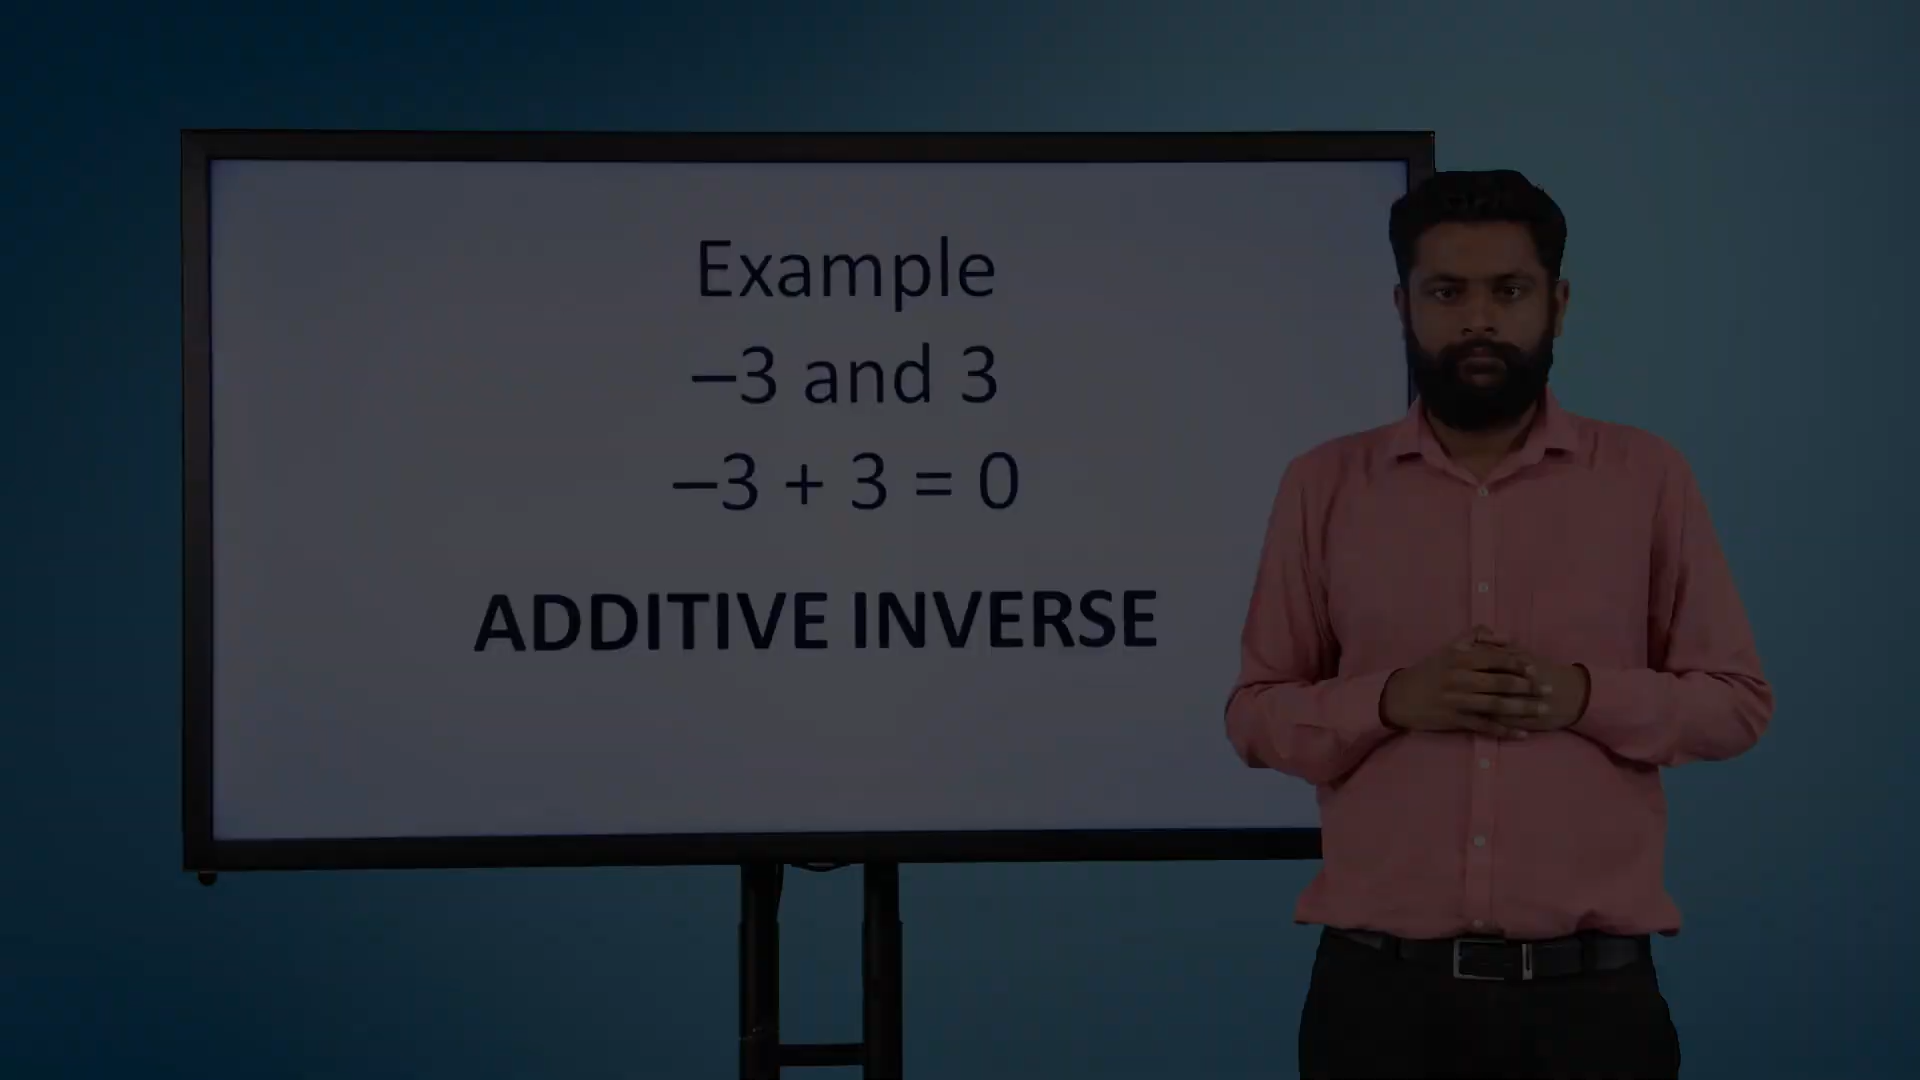 Example
–3 and 3
–3 + 3 = 0
ADDITIVE INVERSE